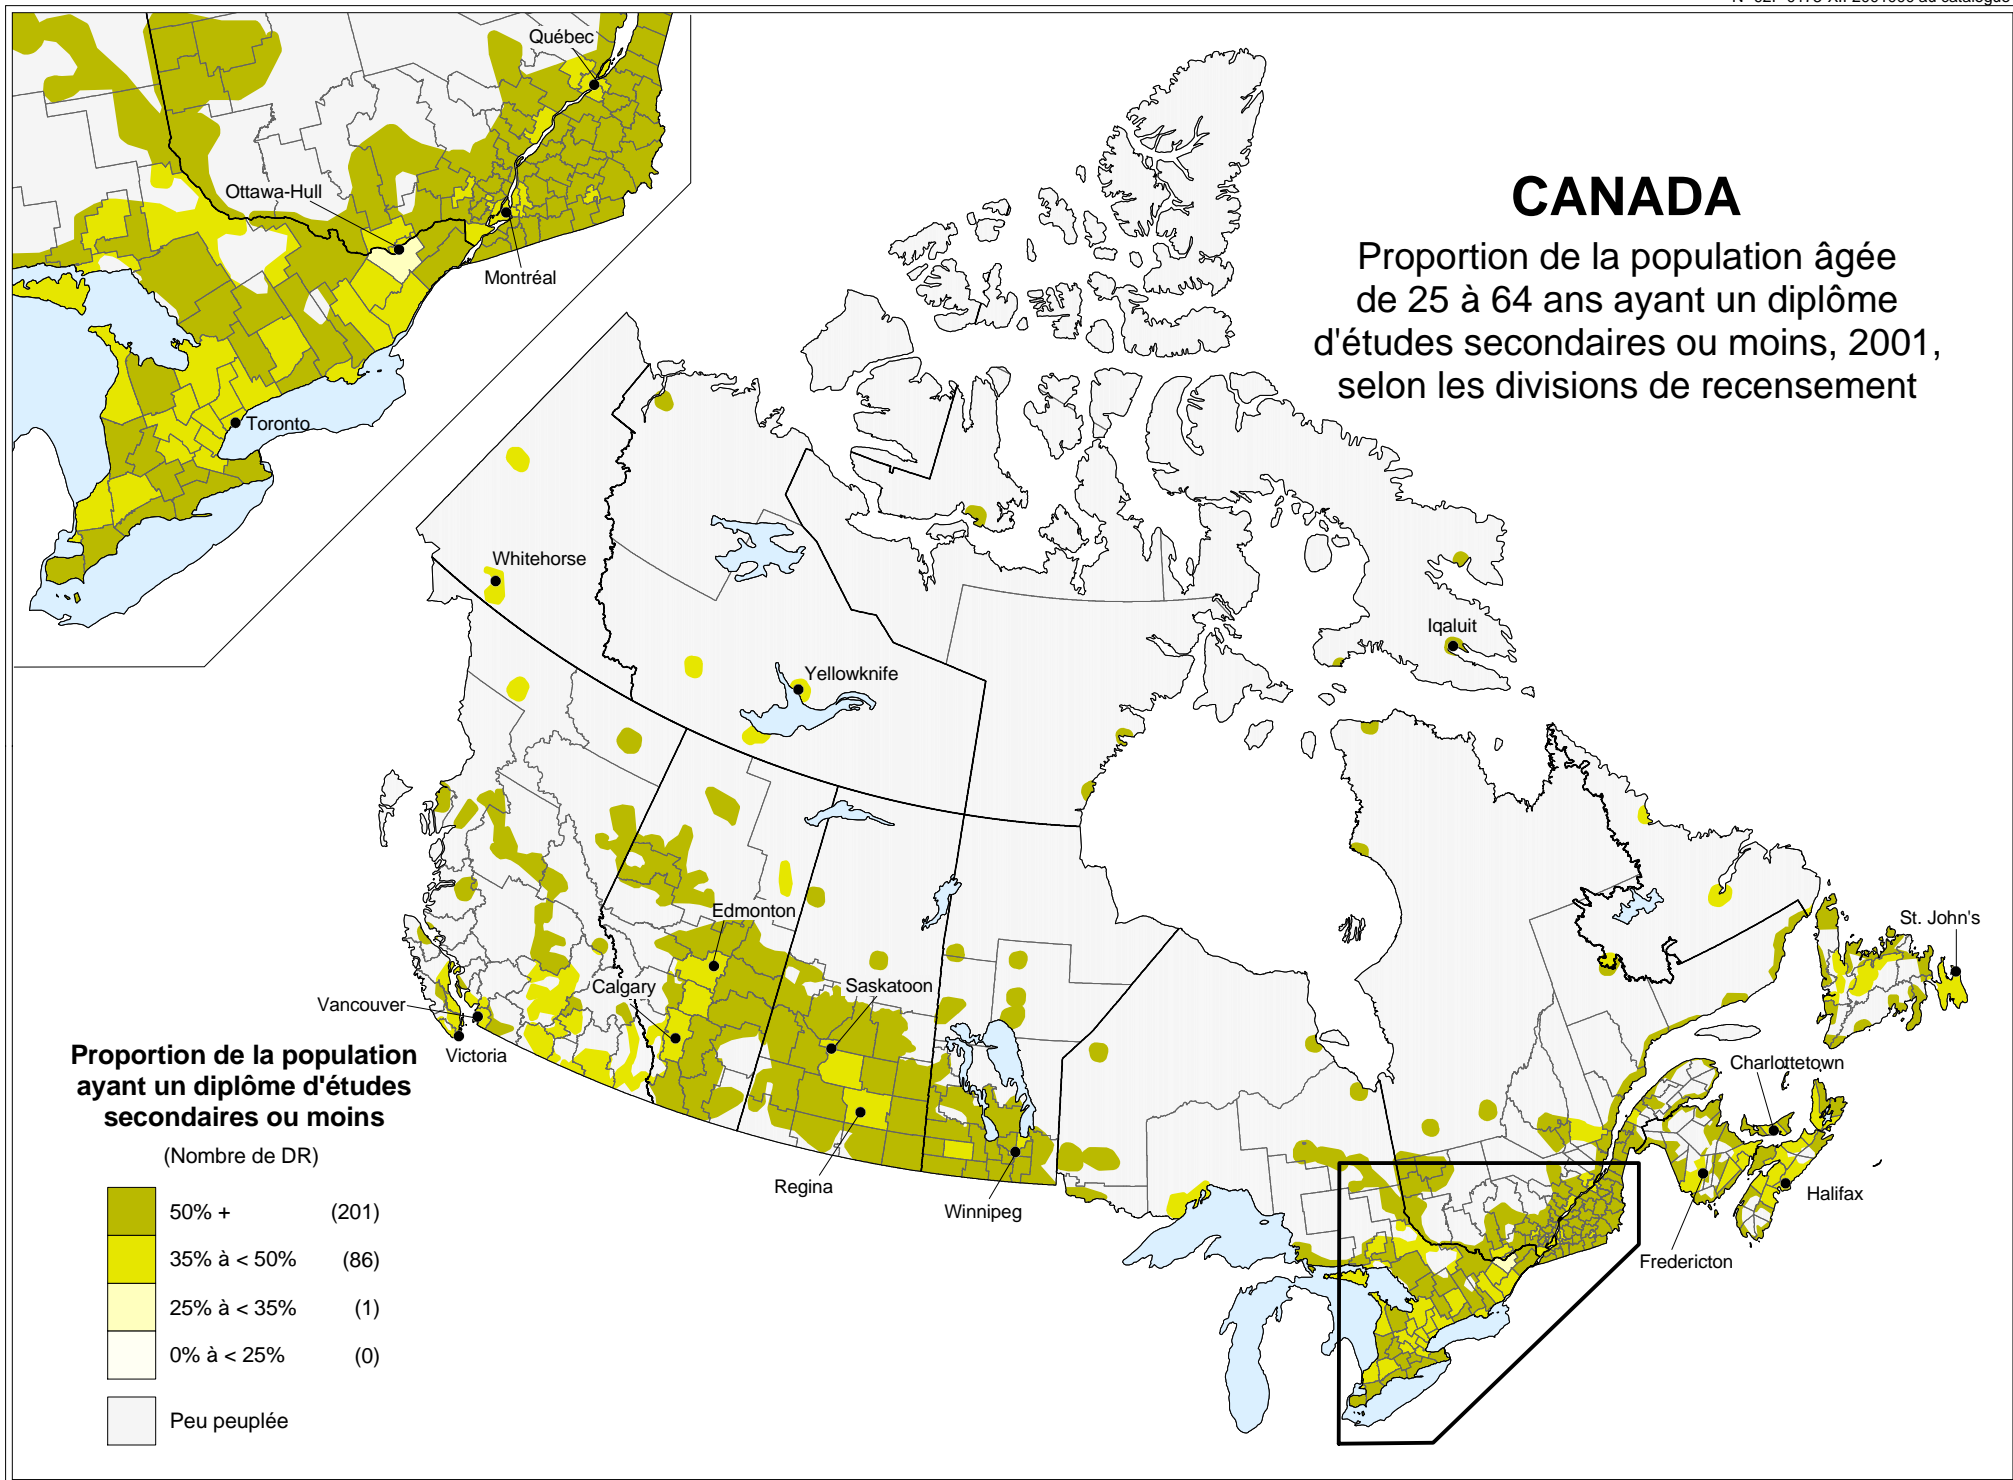 CANADA
Proportion de la population âgée
de 25 à 64 ans ayant un diplôme
d'études secondaires ou moins, 2001,
selon les divisions de recensement
Québec
Ottawa-Hull
Montréal
Toronto
Whitehorse
Yellowknife
Iqaluit
Edmonton
Calgary
Saskatoon
Vancouver
Victoria
Regina
Winnipeg
St. John's
Charlottetown
Halifax
Fredericton
Proportion de la population
ayant un diplôme d'études
secondaires ou moins
(Nombre de DR)
50% + (201)
35% à < 50% (86)
25% à < 35% (1)
0% à < 25% (0)
Peu peuplée